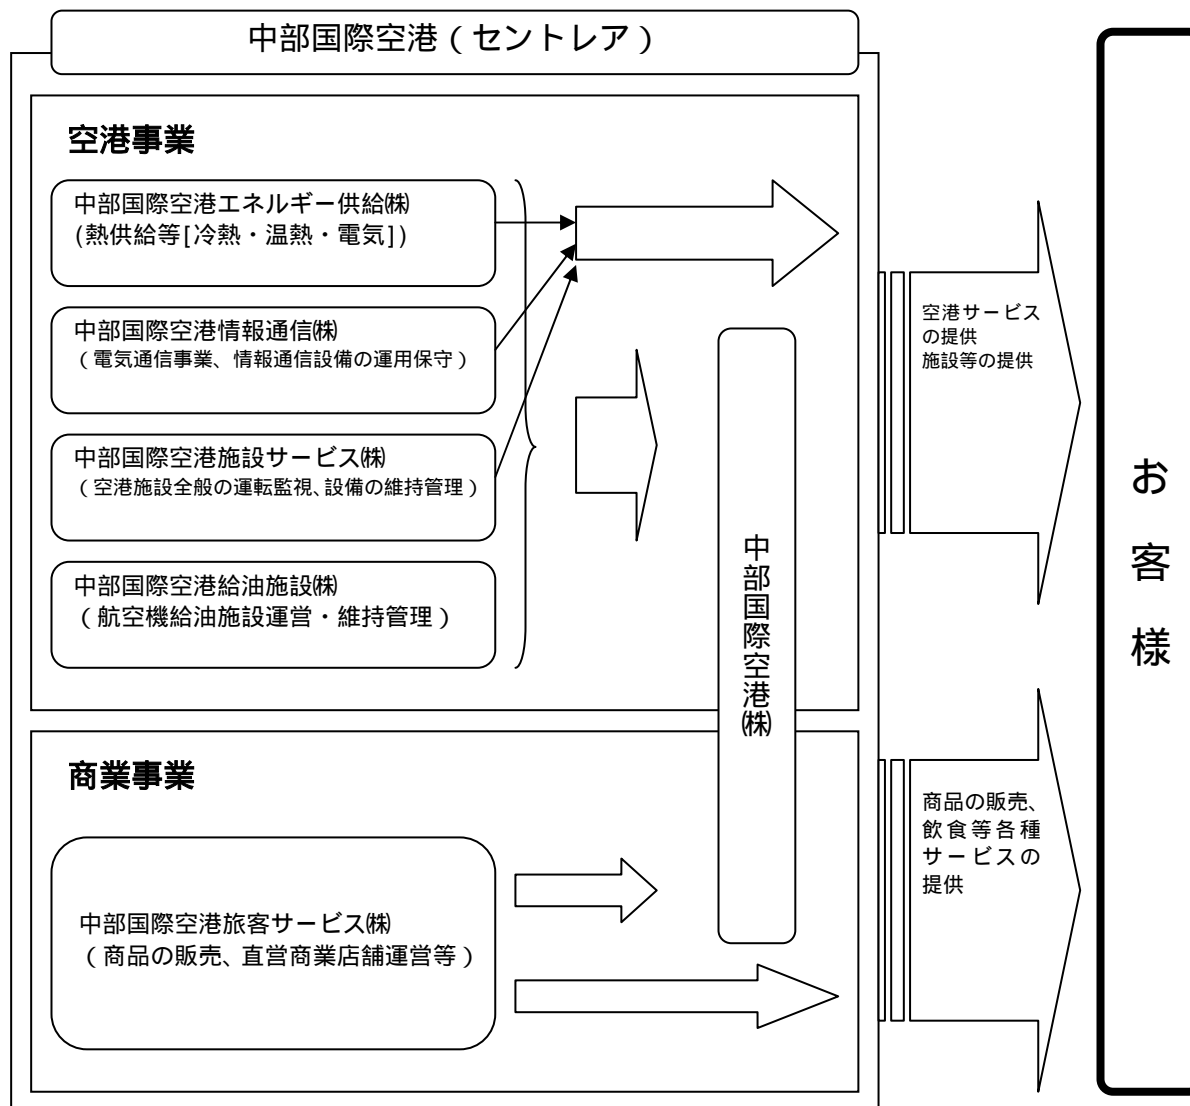 中部国際空港(セントレア)
空港事業
中部国際空港エネルギー供給㈱
(熱供給等[冷熱・温熱・電気])
中部国際空港情報通信㈱
(電気通信事業、情報通信設備の運用保守)
中部国際空港施設サービス㈱
(空港施設全般の運転監視、設備の維持管理)
中部国際空港給油施設㈱
(航空機給油施設運営・維持管理)
中部国際空港㈱
商業事業
中部国際空港旅客サービス㈱
(商品の販売、直営商業店舗運営等)
空港サービス
の提供
施設等の提供
商品の販売、
飲食等各種
サービスの
提供
お客様